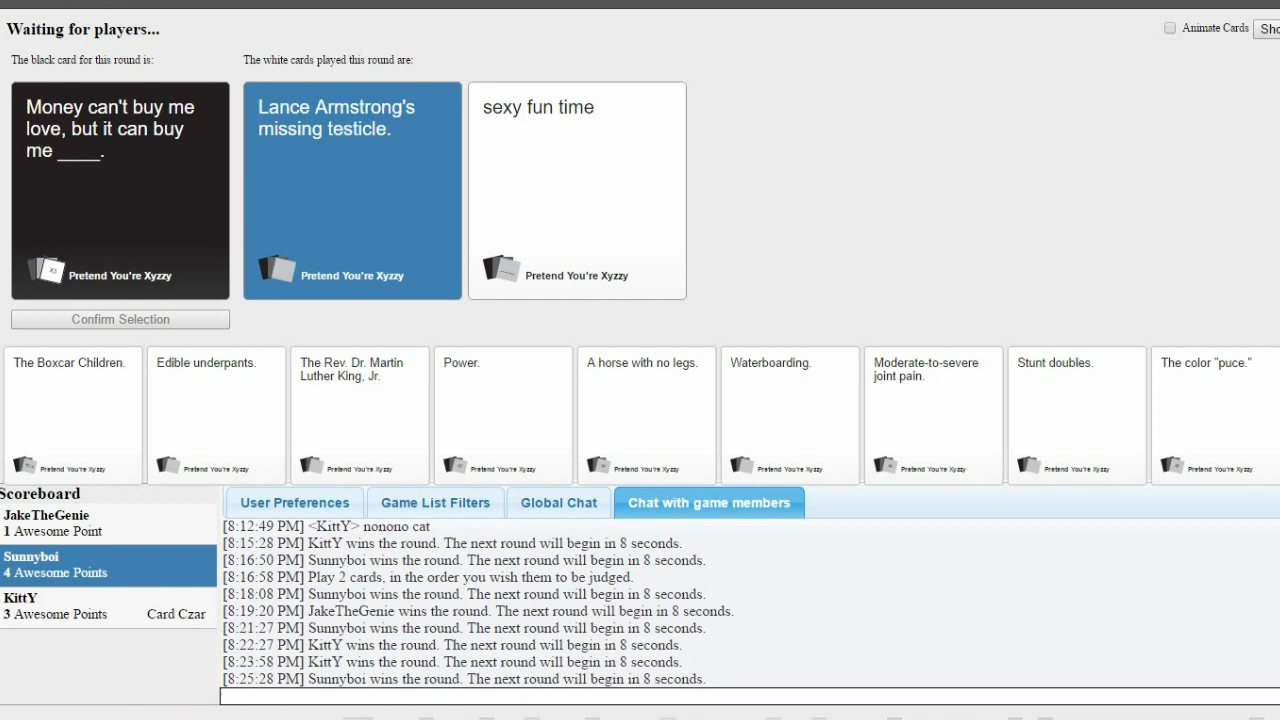 Waiting for players...
Animate Cards
Sho
The black card for this round is:
The white cards played this round are:
Money can't buy me
love, but it can buy
me ____.
Pretend You're Xyzzy
Lance Armstrong's
missing testicle.
Pretend You're Xyzzy
sexy fun time
Pretend You're Xyzzy
Confirm Selection
The Boxcar Children.
Pretend You're Xyzzy
Edible underpants.
Pretend You're Xyzzy
The Rev. Dr. Martin
Luther King, Jr.
Pretend You're Xyzzy
Power.
Pretend You're Xyzzy
A horse with no legs.
Pretend You're Xyzzy
Waterboarding.
Pretend You're Xyzzy
Moderate-to-severe
joint pain.
Pretend You're Xyzzy
Stunt doubles.
Pretend You're Xyzzy
The color "puce."
Pretend You're Xyzzy
Scoreboard
JakeTheGenie
1 Awesome Point
Sunnyboi
4 Awesome Points
KittY
3 Awesome Points Card Czar
User Preferences
Game List Filters
Global Chat
Chat with game members
[8:12:49 PM] <KittY> nonono cat
[8:15:28 PM] KittY wins the round. The next round will begin in 8 seconds.
[8:16:50 PM] Sunnyboi wins the round. The next round will begin in 8 seconds.
[8:16:58 PM] Play 2 cards, in the order you wish them to be judged.
[8:18:08 PM] Sunnyboi wins the round. The next round will begin in 8 seconds.
[8:19:20 PM] JakeTheGenie wins the round. The next round will begin in 8 seconds.
[8:21:27 PM] Sunnyboi wins the round. The next round will begin in 8 seconds.
[8:22:27 PM] KittY wins the round. The next round will begin in 8 seconds.
[8:23:58 PM] KittY wins the round. The next round will begin in 8 seconds.
[8:25:28 PM] Sunnyboi wins the round. The next round will begin in 8 seconds.